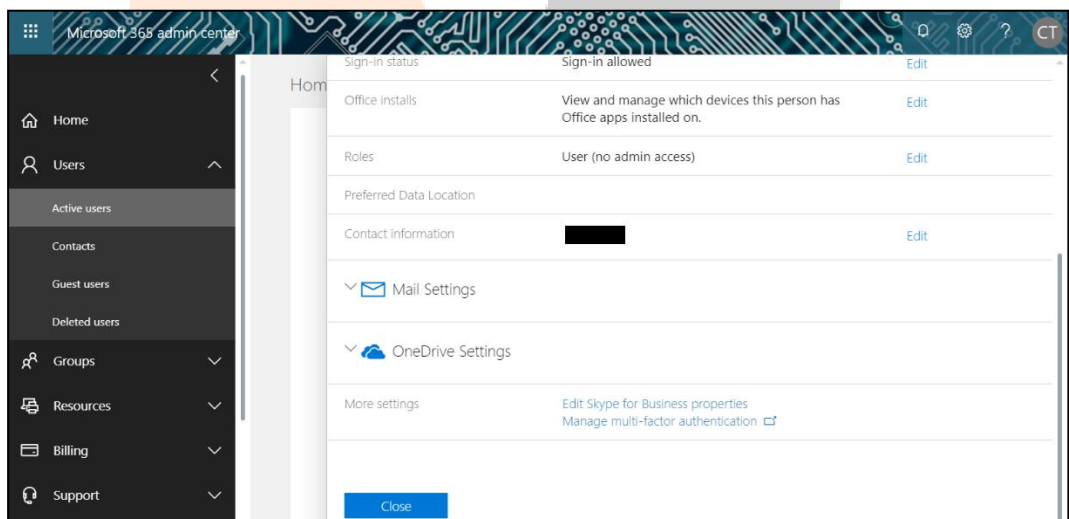 Microsoft 365 admin center
?
CT
Home
Users
Active users
Contacts
Guest users
Deleted users
Groups
Resources
Billing
Support
Hom
Sign-in status Sign-in allowed Edit
Office installs View and manage which devices this person has Edit
Office apps installed on.
Roles User (no admin access) Edit
Preferred Data Location
Contact information Edit
Mail Settings
OneDrive Settings
More settings Edit Skype for Business properties
Manage multi-factor authentication
Close